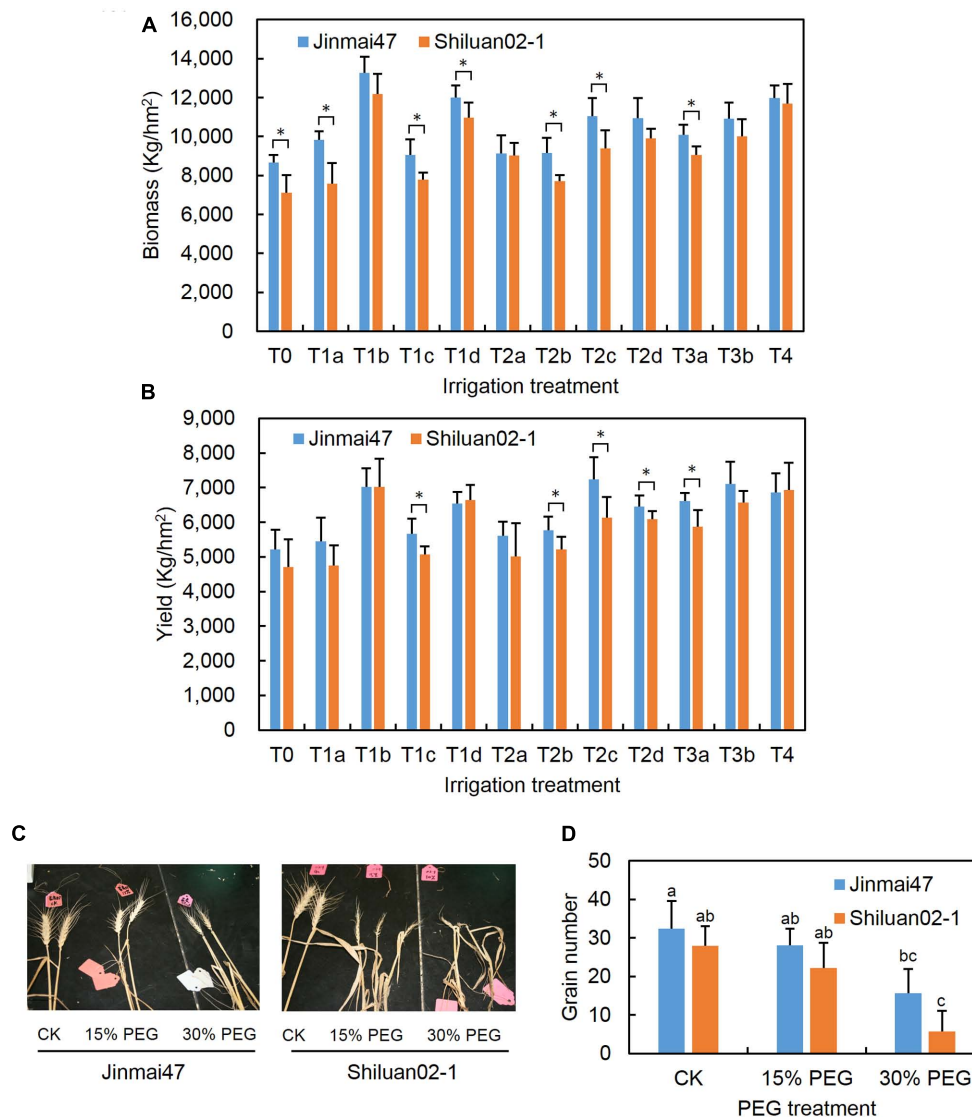 A
16,000
14,000
12,000
10,000
8,000
6,000
4,000
2,000
0
Biomass (Kg/hm2)
Jinmai47 Shiluan02-1
* * * * * * *
T0 T1a T1b T1c T1d T2a T2b T2c T2d T3a T3b T4
Irrigation treatment
B
9,000
8,000
7,000
6,000
5,000
4,000
3,000
2,000
1,000
0
Yield (Kg/hm2)
Jinmai47 Shiluan02-1
* * * * *
T0 T1a T1b T1c T1d T2a T2b T2c T2d T3a T3b T4
Irrigation treatment
C
CK 15% PEG 30% PEG
Jinmai47
CK 15% PEG 30% PEG
Shiluan02-1
D
50
40
30
20
10
0
Grain number
Jinmai47
Shiluan02-1
a ab ab ab bc c
CK 15% PEG 30% PEG
PEG treatment